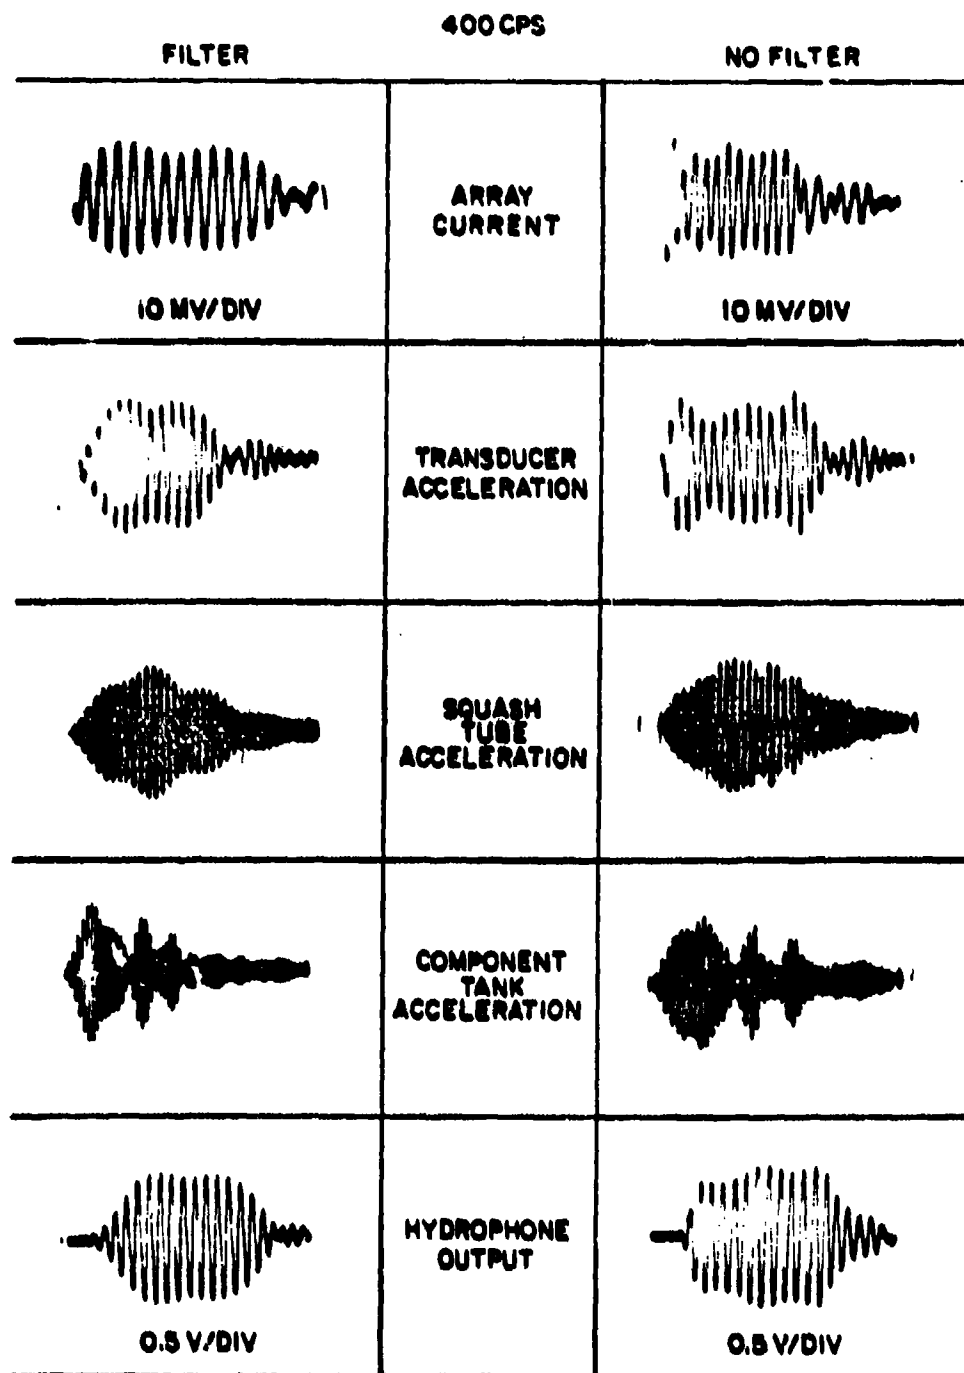 400 CPS
FILTER
NO FILTER
ARRAY
CURRENT
10 MV/DIV
10 MV/DIV
TRANSDUCER
ACCELERATION
SQUASH
TUBE
ACCELERATION
COMPONENT
TANK
ACCELERATION
HYDROPHONE
OUTPUT
0.5 V/DIV
0.5 V/DIV